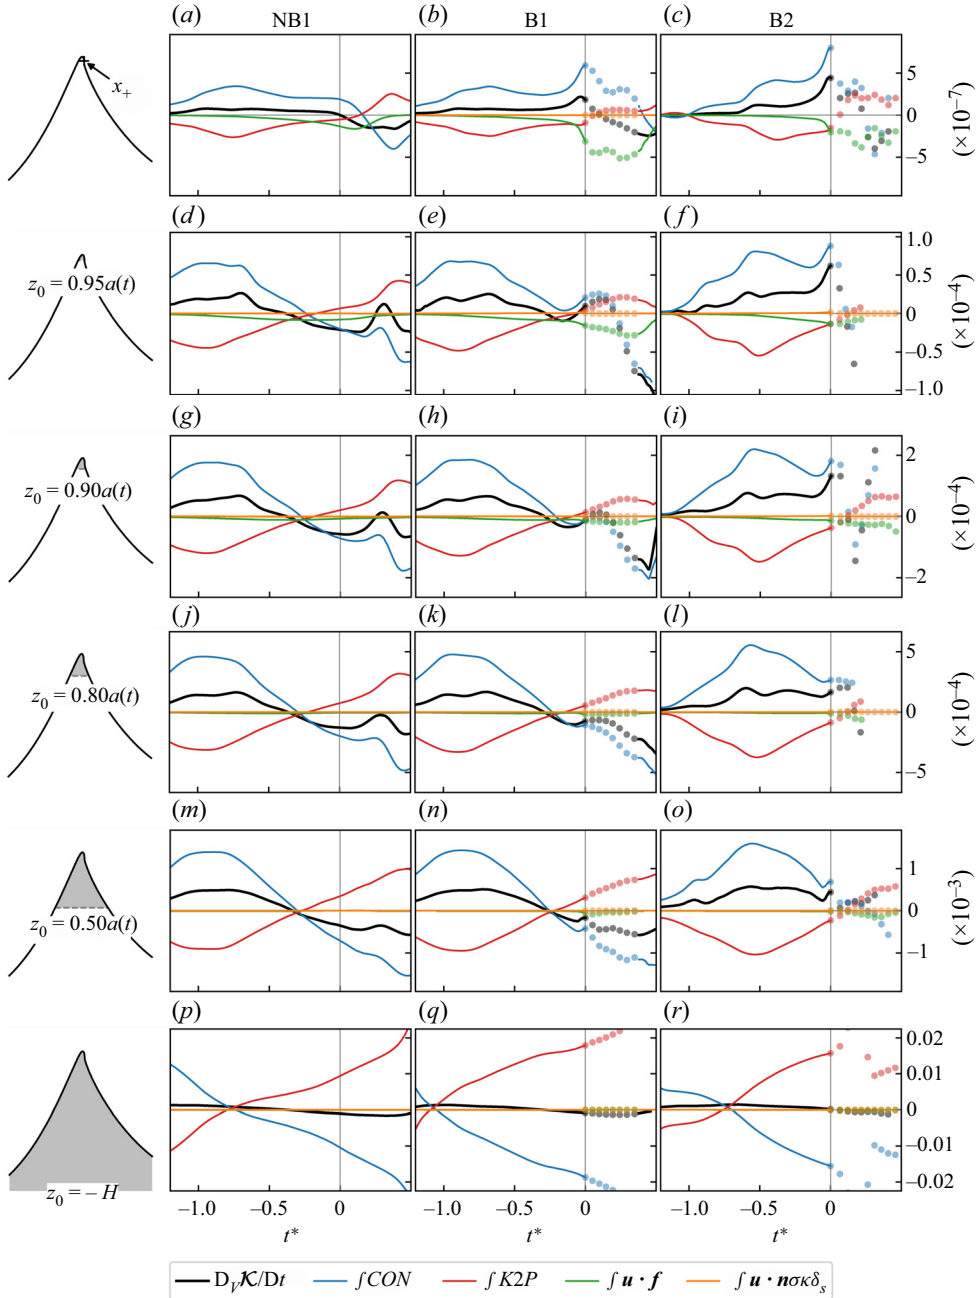 (a) NB1 (b) B1 (c) B2
x₊
5
0
–5
(×10⁻⁷)
(d) (e) (f)
z₀ = 0.95a(t)
1.0
0.5
0
–0.5
–1.0
(×10⁻⁴)
(g) (h) (i)
z₀ = 0.90a(t)
2
0
–2
(×10⁻⁴)
(j) (k) (l)
z₀ = 0.80a(t)
5
0
–5
(×10⁻⁴)
(m) (n) (o)
z₀ = 0.50a(t)
1
0
–1
(×10⁻³)
(p) (q) (r)
z₀ = –H
0.02
0.01
0
–0.01
–0.02
–1.0 –0.5 0 –1.0 –0.5 0 –1.0 –0.5 0
t* t* t*
D_V𝒦/Dt ∫CON ∫K2P ∫u · f ∫u · nσκδₛ